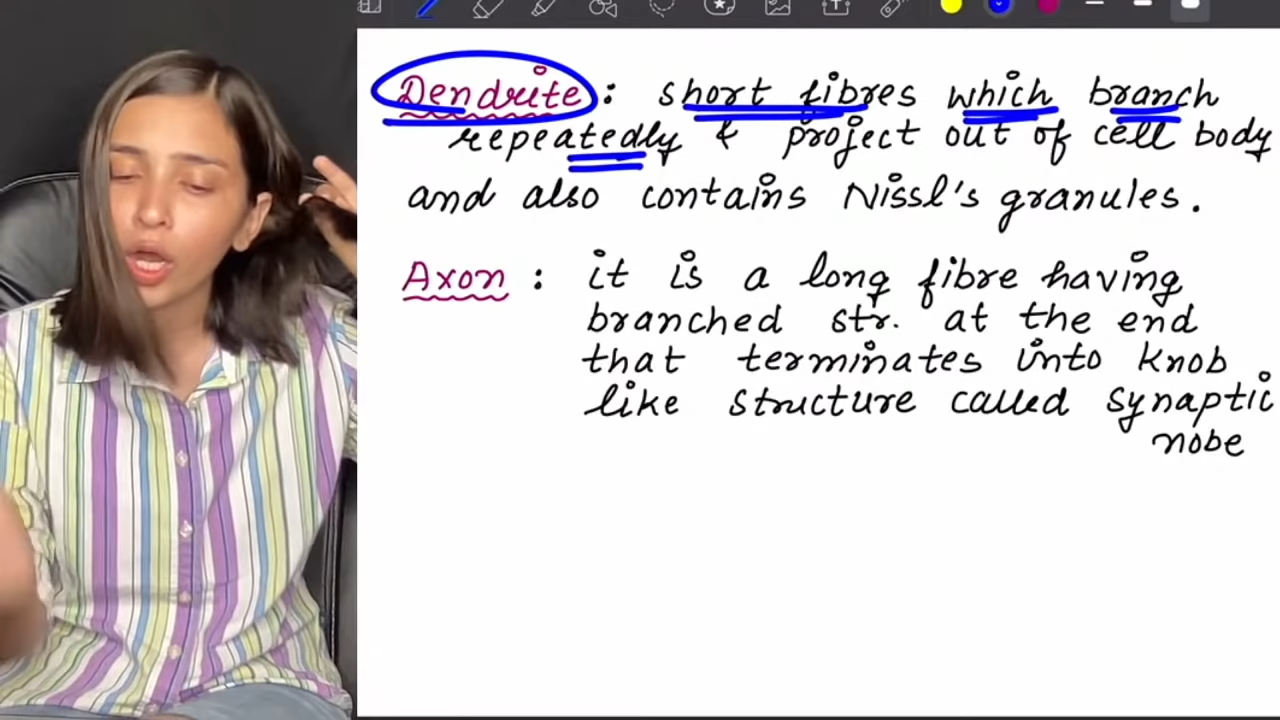 Dendrite : short fibres which branch
repeatedly & project out of cell body
and also contains Nissl's granules.
Axon : it is a long fibre having
branched str. at the end
that terminates into knob
like structure called synaptic
nobe